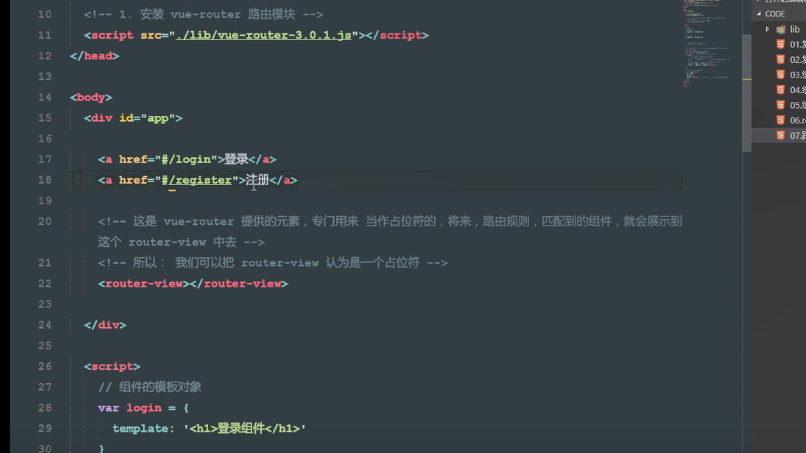 10 <!-- 1. 安装 vue-router 路由模块 -->
11 <script src="./lib/vue-router-3.0.1.js"></script>
12 </head>
13
14 <body>
15 <div id="app">
16
17 <a href="#/login">登录</a>
18 <a href="#/register">注册</a>
19
20 <!-- 这是 vue-router 提供的元素，专门用来 当作占位符的，将来，路由规则，匹配到的组件，就会展示到
这个 router-view 中去 -->
21 <!-- 所以： 我们可以把 router-view 认为是一个占位符 -->
22 <router-view></router-view>
23
24 </div>
25
26 <script>
27 // 组件的模板对象
28 var login = {
29 template: '<h1>登录组件</h1>'
30 }
CODE
lib
01.
02.
03.
04.
05.
06.
07.